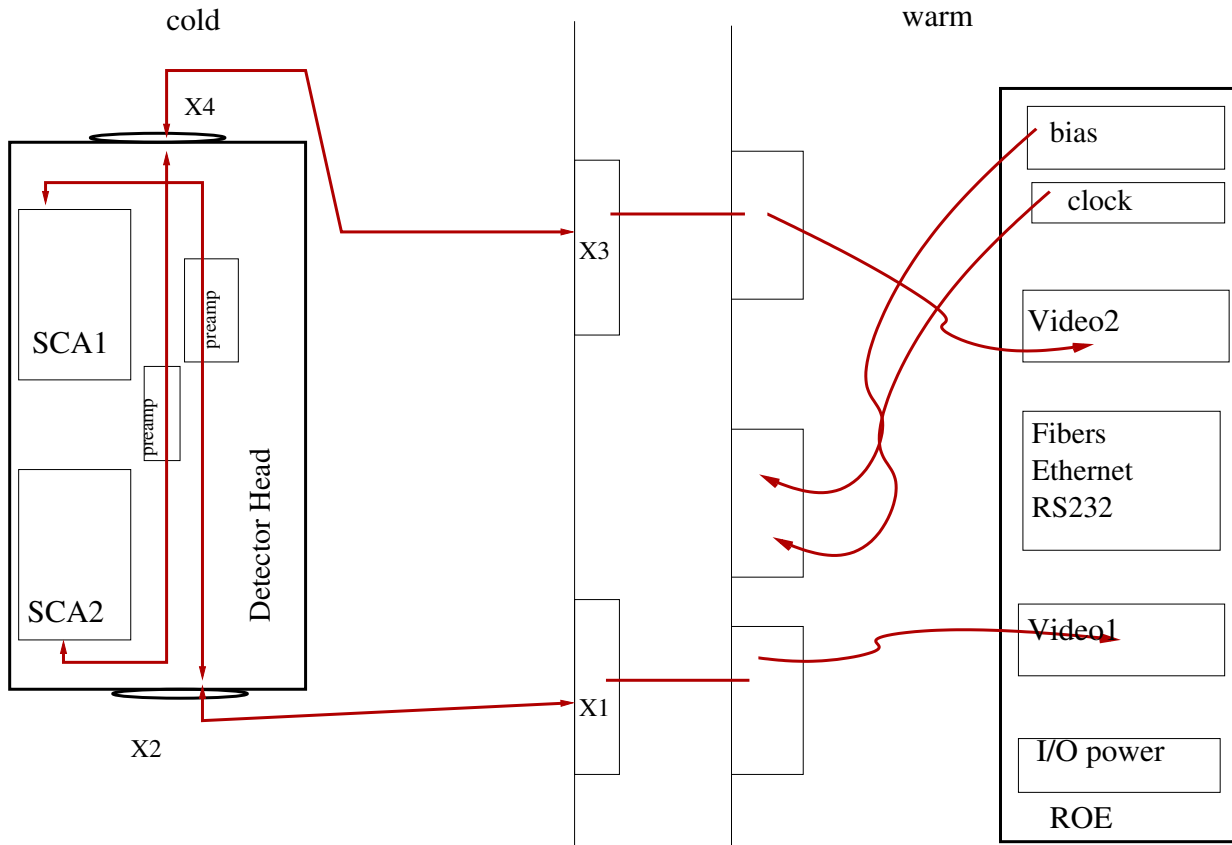 cold
warm
X4
bias
clock
X3
preamp
SCA1
Video2
preamp
Fibers
Ethernet
RS232
Detector Head
SCA2
Video1
X1
X2
I/O power
ROE